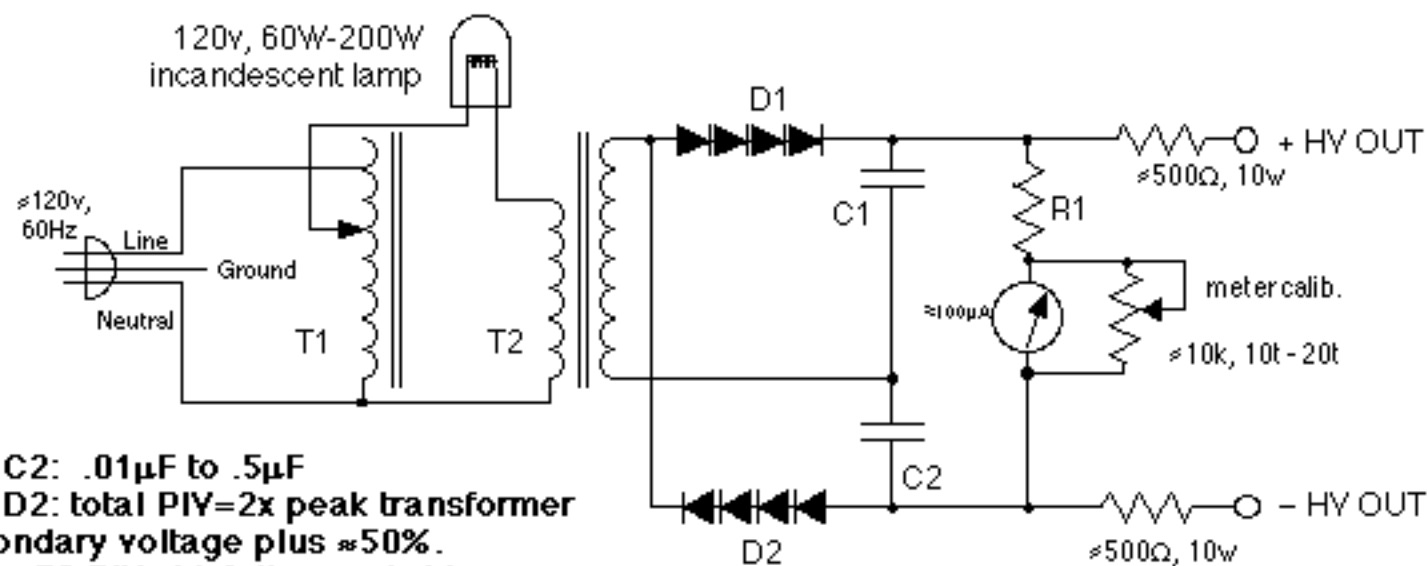 120v, 60W-200W
incandescent lamp
D1
+ HV OUT
≈500Ω, 10w
≈120v,
60Hz
Line
C1
R1
Ground
meter calib.
≈100µA
Neutral
T1
T2
≈10k, 10t - 20t
C2: .01µF to .5µF
C2
D2: total PIV=2x peak transformer
ondary voltage plus ≈50%.
- HV OUT
D2
≈500Ω, 10w